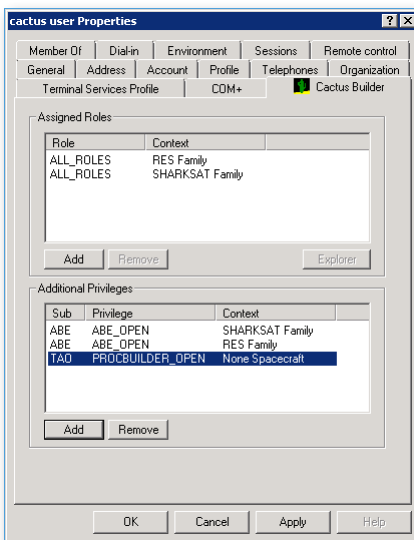 cactus user Properties
Member Of Dial-in Environment Sessions Remote control
General Address Account Profile Telephones Organization
Terminal Services Profile COM+ Cactus Builder
Assigned Roles
Role Context
ALL_ROLES RES Family
ALL_ROLES SHARKSAT Family
Add Remove Explorer
Additional Privileges
Sub Privilege Context
ABE ABE_OPEN SHARKSAT Family
ABE ABE_OPEN RES Family
TAO PROCBUILDER_OPEN None Spacecraft
Add Remove
OK Cancel Apply Help